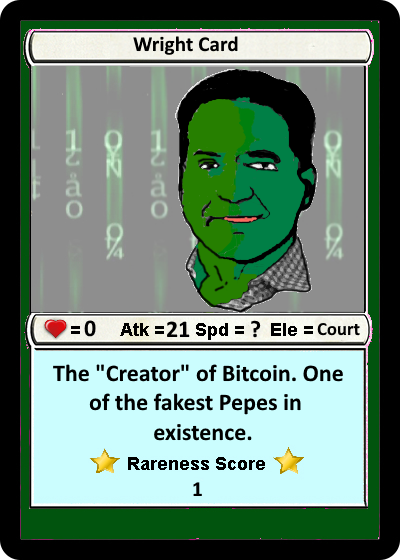 Wright Card
= 0 Atk =21 Spd = ? Ele = Court
The "Creator" of Bitcoin. One
of the fakest Pepes in
existence.
Rareness Score
1